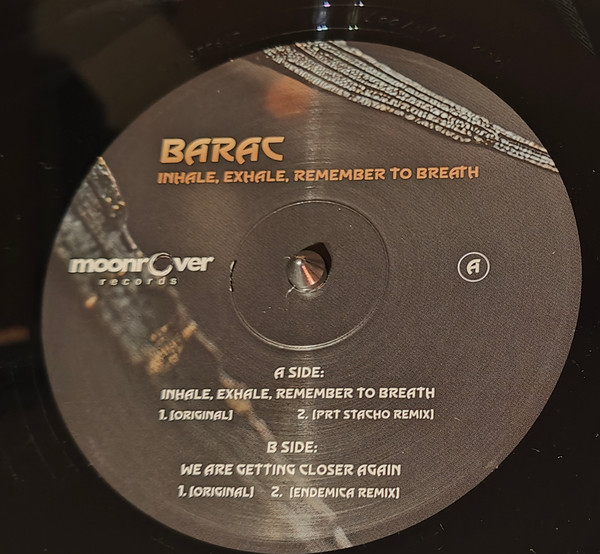 BARAC
INHALE, EXHALE, REMEMBER TO BREATH
moonrover
records
A
A SIDE:
INHALE, EXHALE, REMEMBER TO BREATH
1. [ORIGINAL] 2. [PRT STACHO REMIX]
B SIDE:
WE ARE GETTING CLOSER AGAIN
1. [ORIGINAL] 2. [ENDEMICA REMIX]